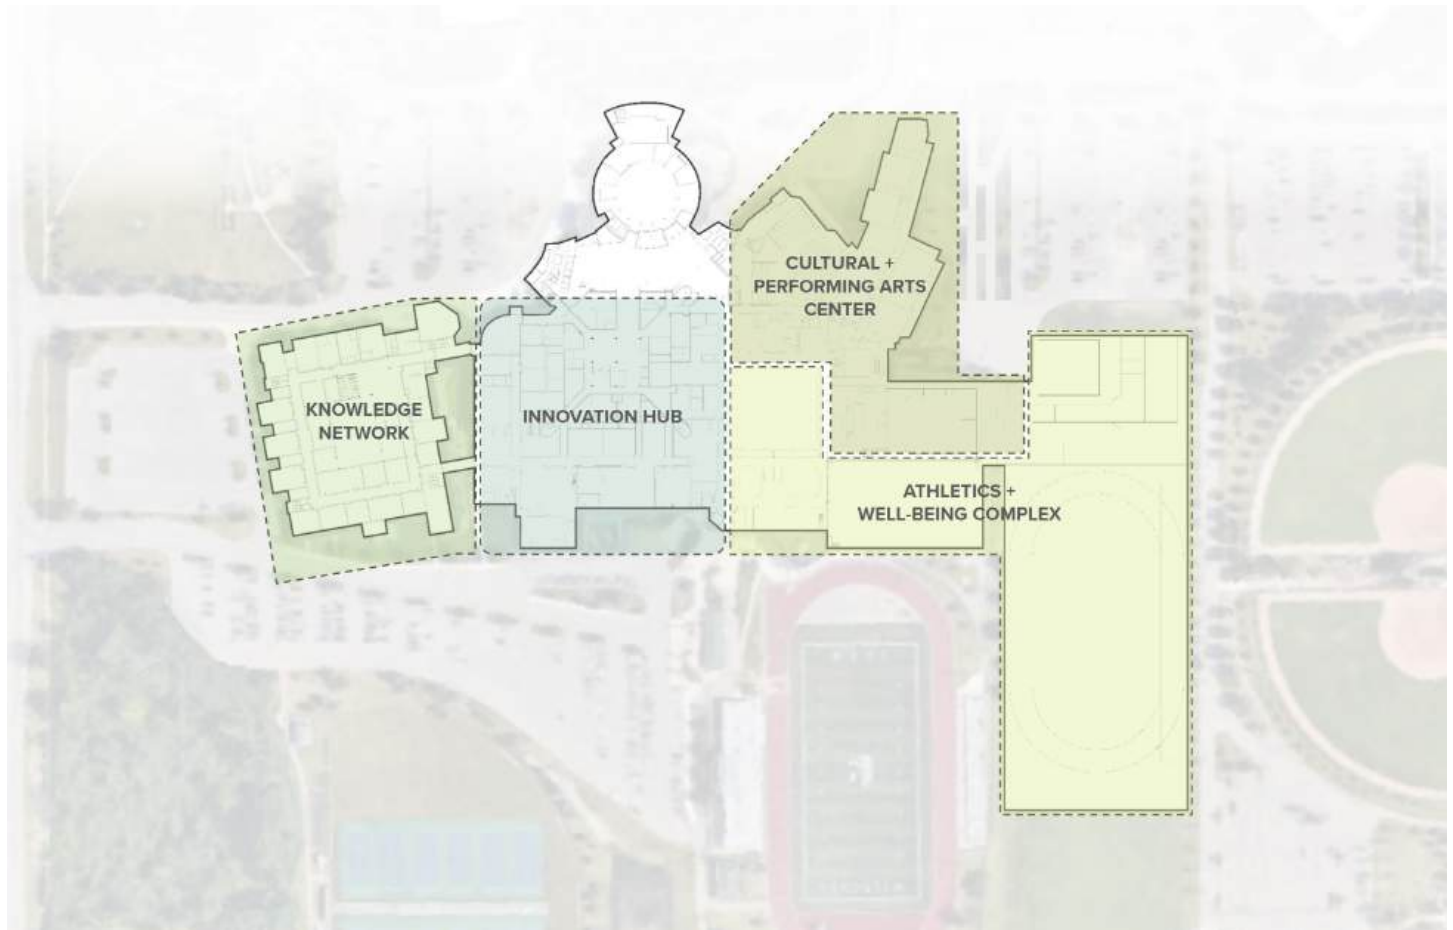 CULTURAL +
PERFORMING ARTS
CENTER
KNOWLEDGE
NETWORK
INNOVATION HUB
ATHLETICS +
WELL-BEING COMPLEX